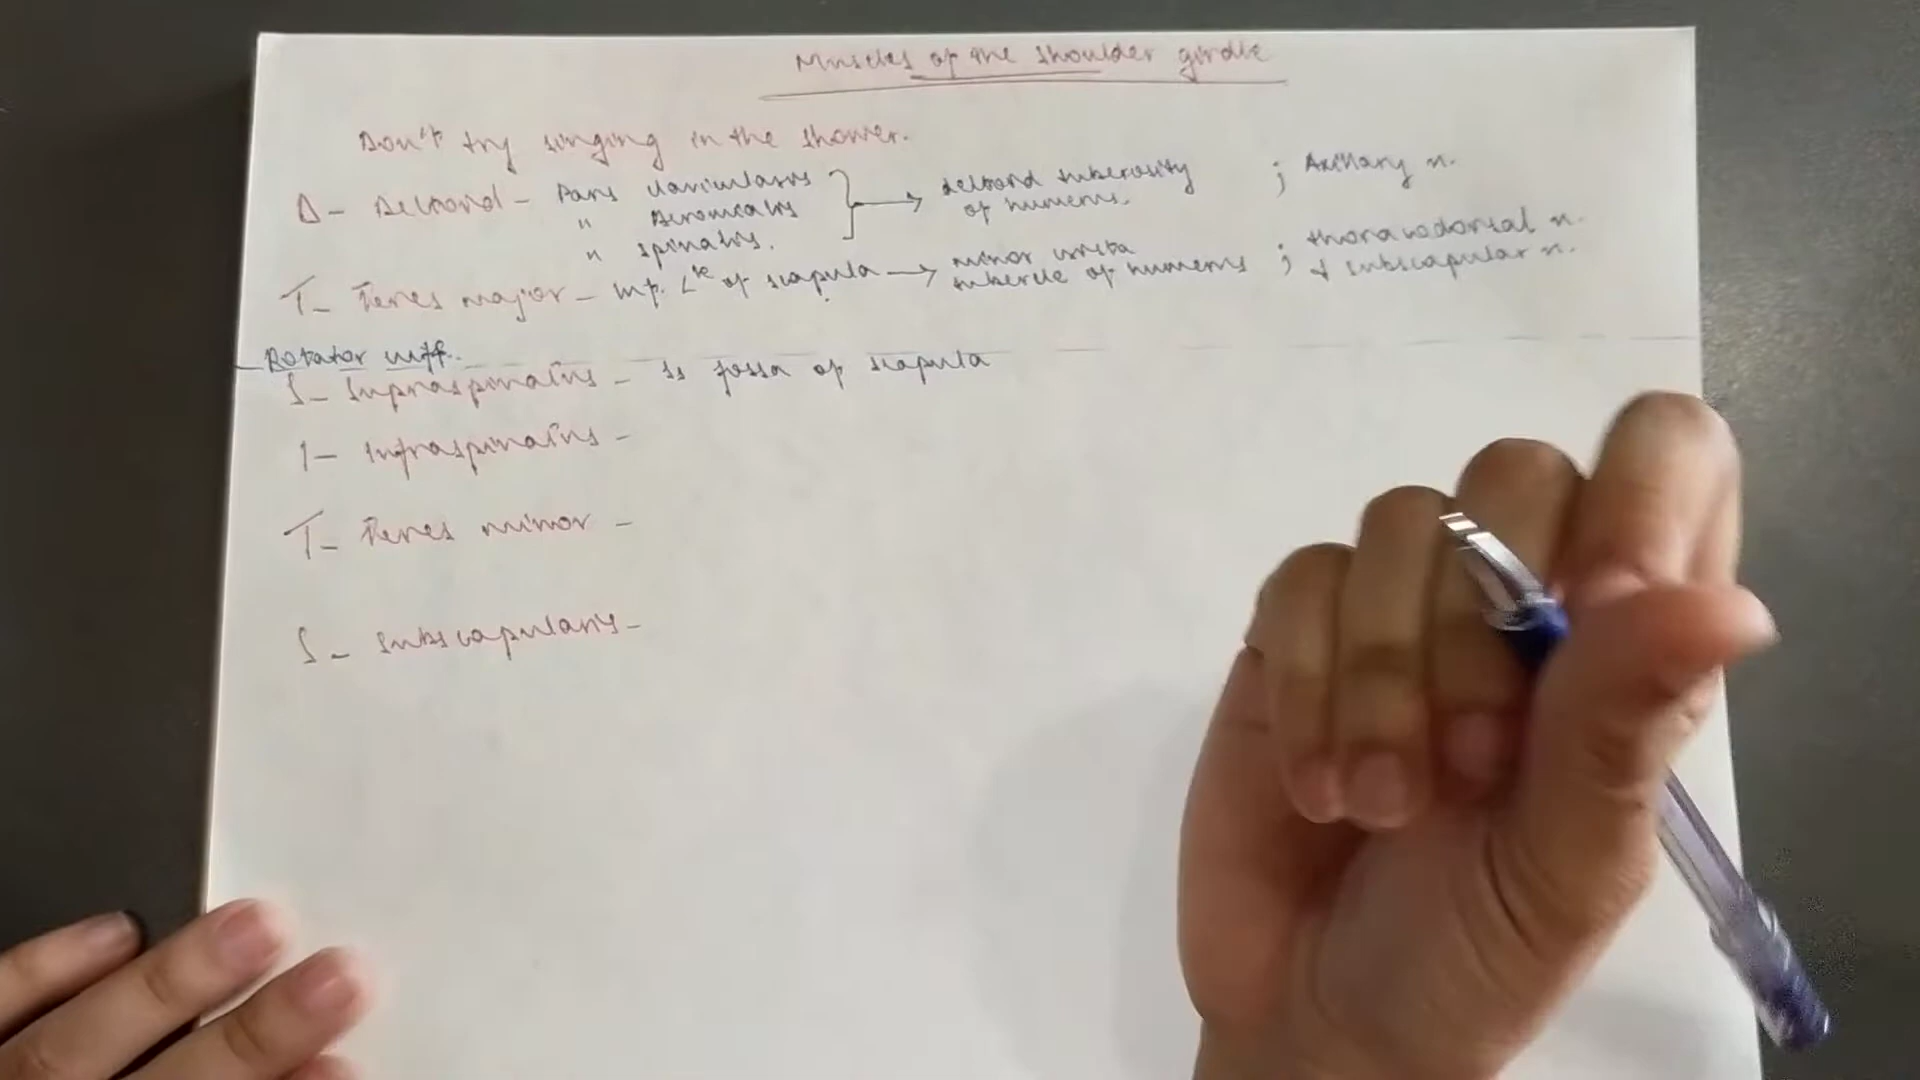 Muscles of the shoulder girdle
Don't try singing in the shower.
D - Deltoid - Pars clavicularis
" Acromialis
" spinalis.
→ deltoid tuberosity
of humerus.
; Axillary n.
T - Teres major - inf. ∠le of scapula → minor crista
tubercle of humerus
; thoracodorsal n.
& subscapular n.
Rotator cuff.
S - Supraspinatus - ss fossa of scapula
I - Infraspinatus -
T - Teres minor -
S - Subscapularis -